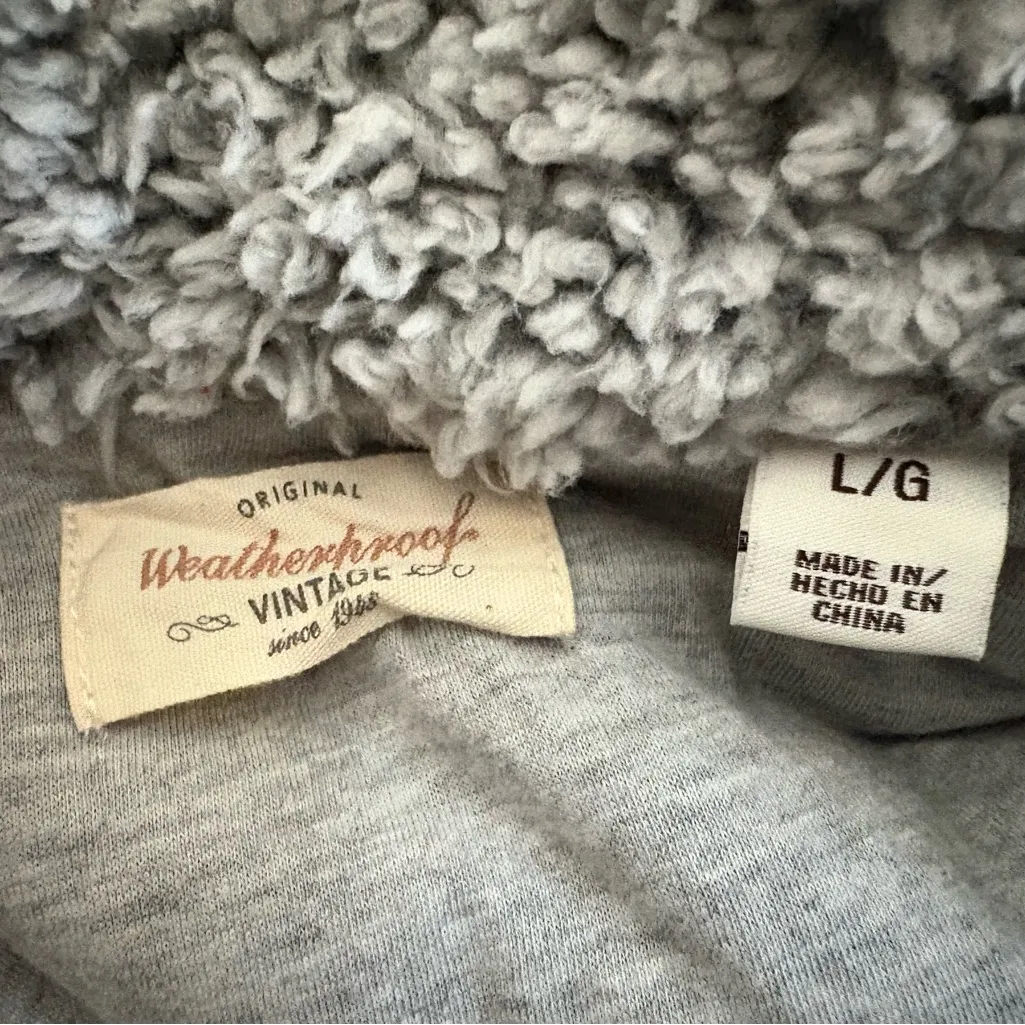 ORIGINAL
Weatherproof
VINTAGE
since 1948
L/G
MADE IN/
HECHO EN
CHINA